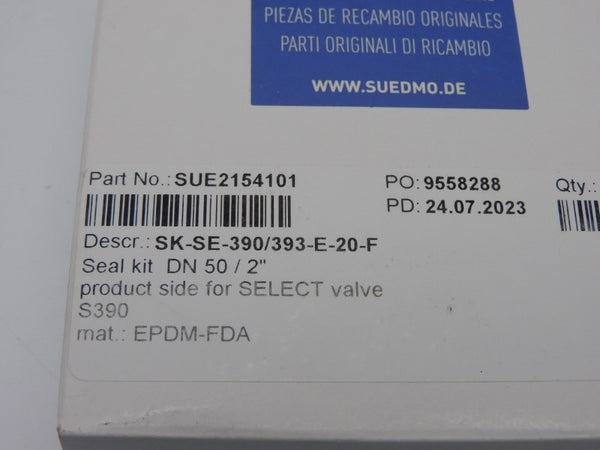 PIEZAS DE RECAMBIO ORIGINALES
PARTI ORIGINALI DI RICAMBIO
WWW.SUEDMO.DE
Part No.: SUE2154101
PO: 9558288
Qty.:
PD: 24.07.2023
Descr.: SK-SE-390/393-E-20-F
Seal kit DN 50 / 2"
product side for SELECT valve
S390
mat.: EPDM-FDA